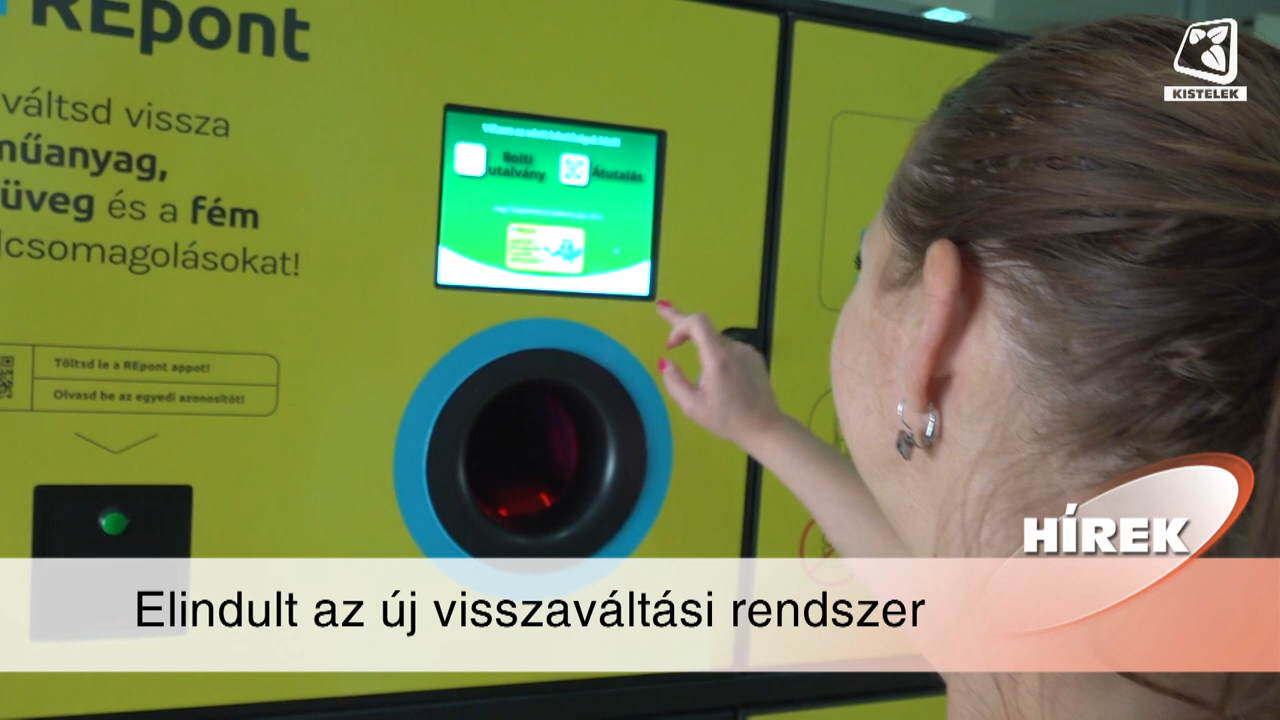 REpont
váltsd vissza
műanyag,
üveg és a fém
csomagolásokat!
Töltsd le a REpont appot!
Olvasd be az egyedi azonosítót!
Bolti
utalvány
Átutalás
KISTELEK
HÍREK
Elindult az új visszaváltási rendszer